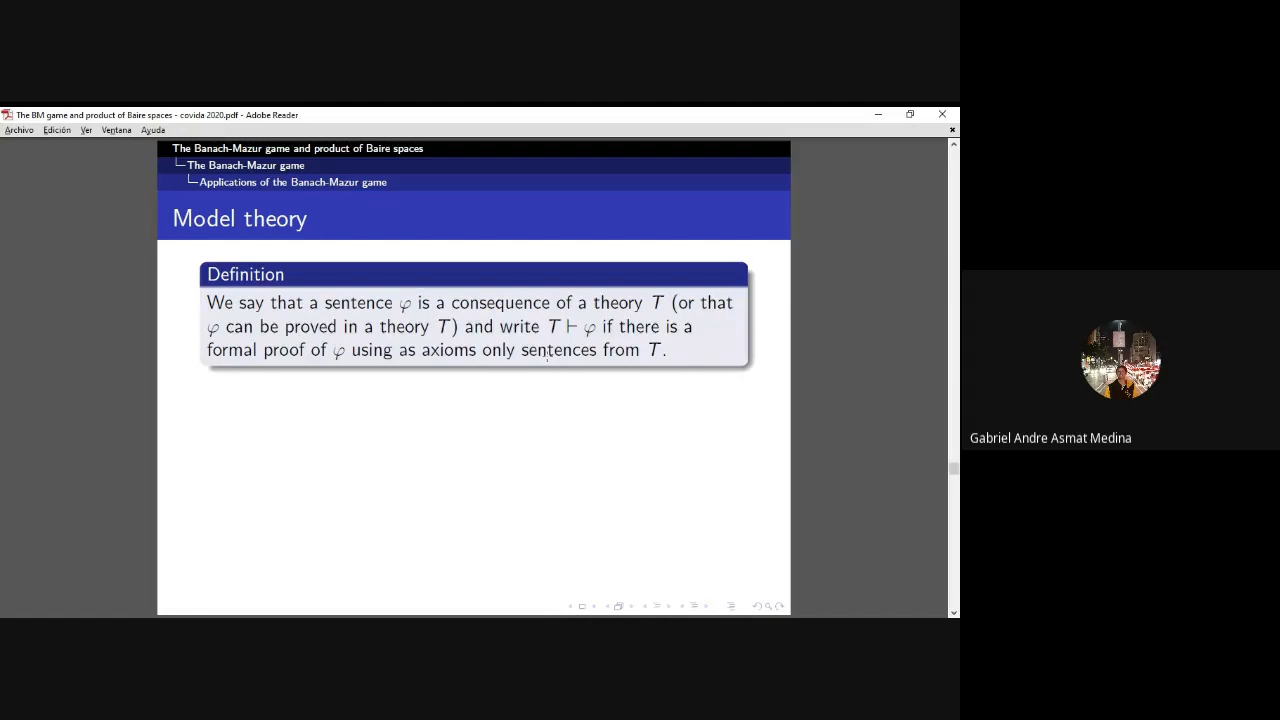 The BM game and product of Baire spaces - covida 2020.pdf - Adobe Reader
Archivo Edición Ver Ventana Ayuda
The Banach-Mazur game and product of Baire spaces
The Banach-Mazur game
Applications of the Banach-Mazur game
Model theory
Definition
We say that a sentence φ is a consequence of a theory T (or that
φ can be proved in a theory T) and write T ⊢ φ if there is a
formal proof of φ using as axioms only sentences from T.
Gabriel Andre Asmat Medina